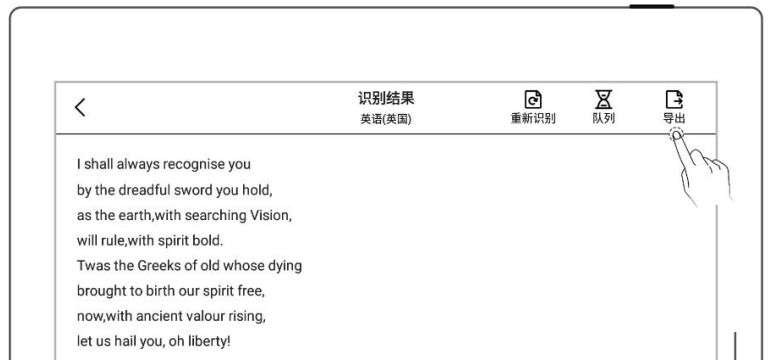 识别结果
英语(英国)
重新识别
队列
导出
I shall always recognise you
by the dreadful sword you hold,
as the earth,with searching Vision,
will rule,with spirit bold.
Twas the Greeks of old whose dying
brought to birth our spirit free,
now,with ancient valour rising,
let us hail you, oh liberty!